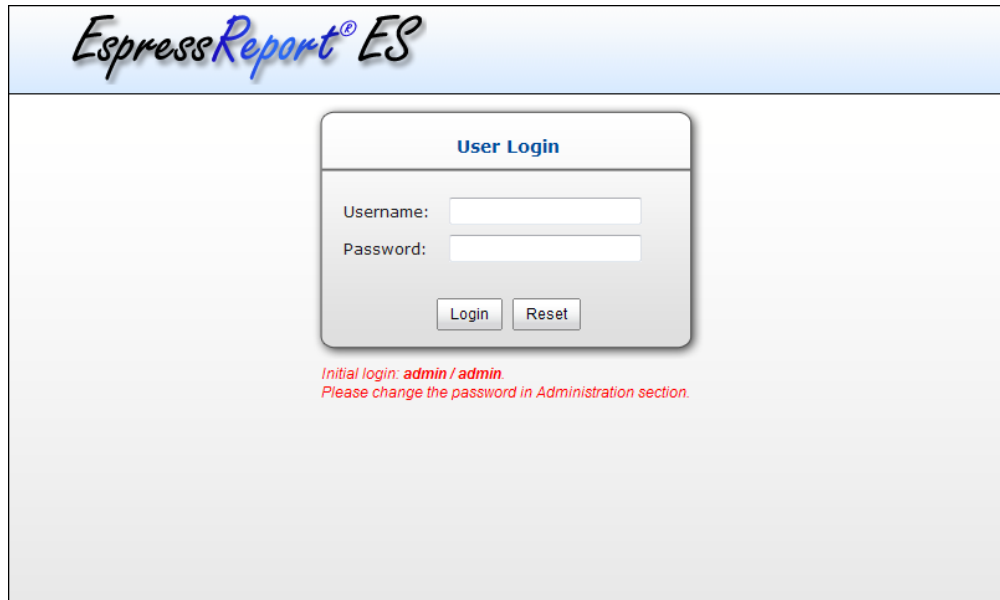 EspressReport® ES
User Login
Username:
Password:
Login Reset
Initial login: admin / admin.
Please change the password in Administration section.